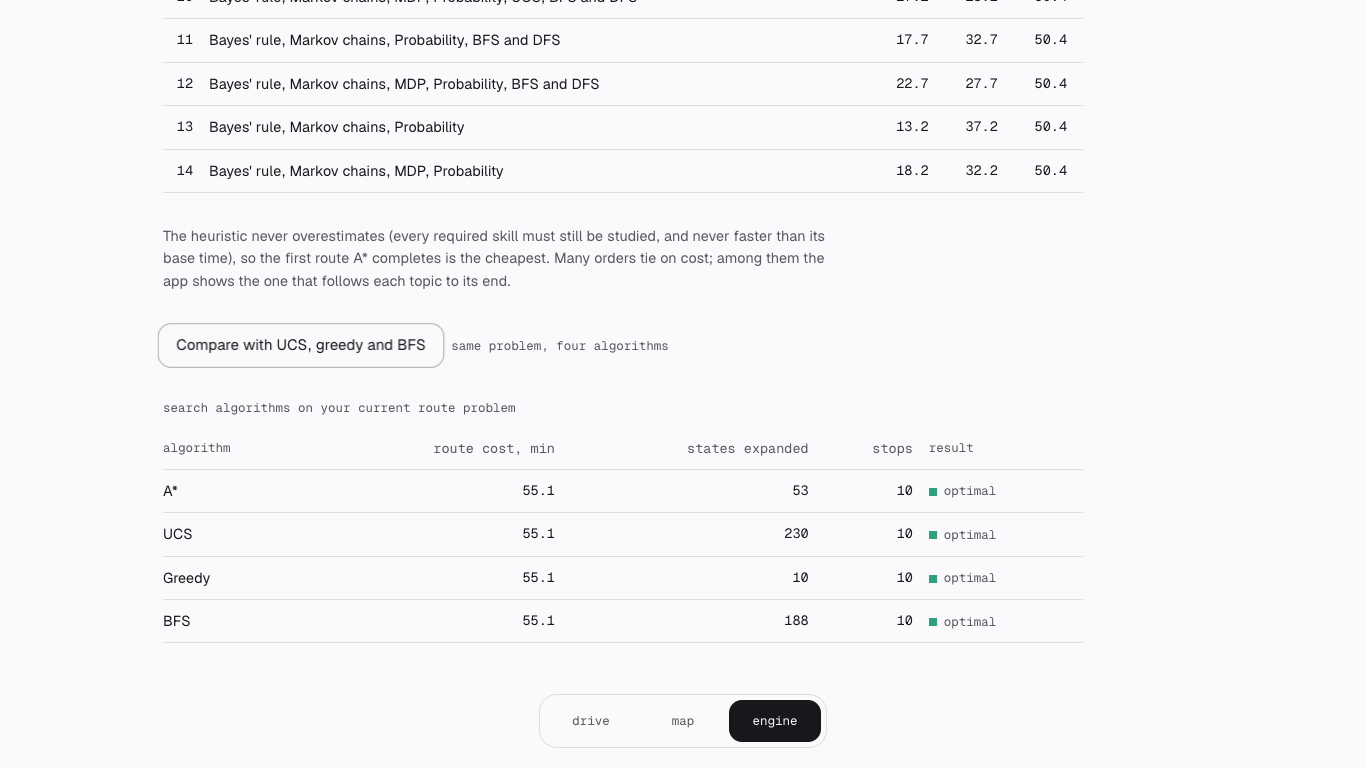 11 Bayes' rule, Markov chains, Probability, BFS and DFS 17.7 32.7 50.4
12 Bayes' rule, Markov chains, MDP, Probability, BFS and DFS 22.7 27.7 50.4
13 Bayes' rule, Markov chains, Probability 13.2 37.2 50.4
14 Bayes' rule, Markov chains, MDP, Probability 18.2 32.2 50.4
The heuristic never overestimates (every required skill must still be studied, and never faster than its
base time), so the first route A* completes is the cheapest. Many orders tie on cost; among them the
app shows the one that follows each topic to its end.
Compare with UCS, greedy and BFS same problem, four algorithms
search algorithms on your current route problem
algorithm route cost, min states expanded stops result
A* 55.1 53 10 optimal
UCS 55.1 230 10 optimal
Greedy 55.1 10 10 optimal
BFS 55.1 188 10 optimal
drive map engine